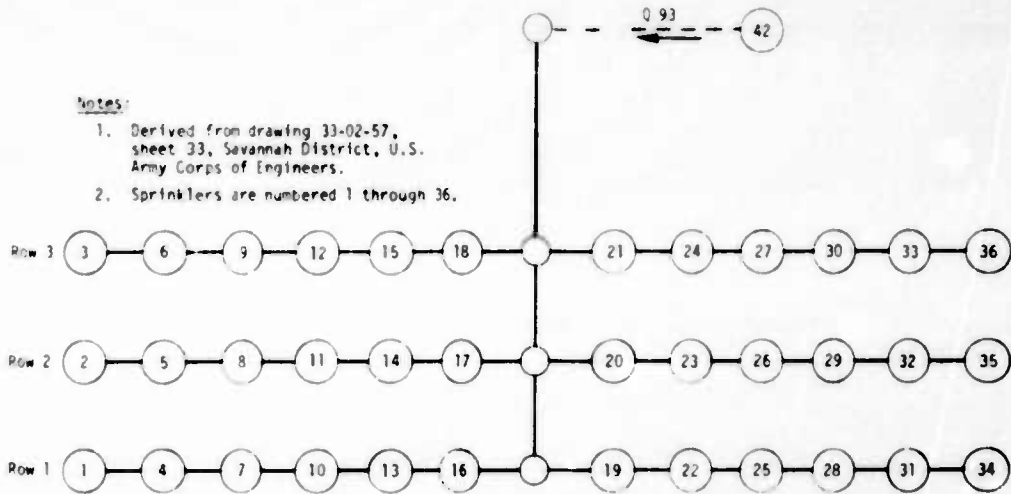 0 93
42
Notes:
1. Derived from drawing 33-02-57,
sheet 33, Savannah District, U.S.
Army Corps of Engineers.
2. Sprinklers are numbered 1 through 36.
Row 3 3 6 9 12 15 18 21 24 27 30 33 36
Row 2 2 5 8 11 14 17 20 23 26 29 32 35
Row 1 1 4 7 10 13 16 19 22 25 28 31 34